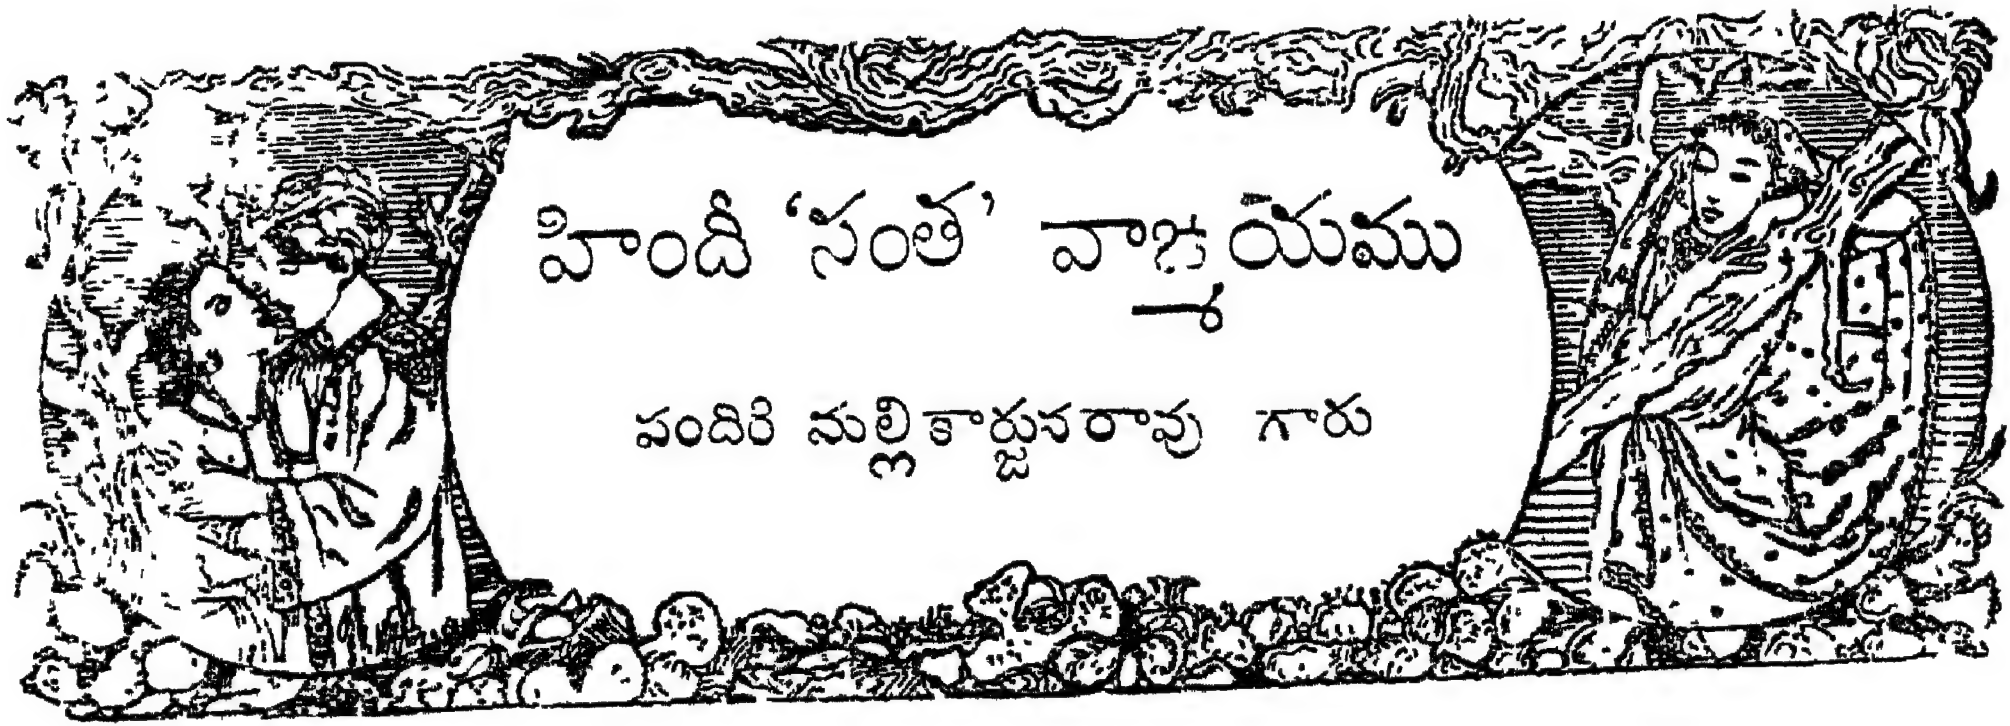 హిందీ ‘సంత’ వాఙ్మయము
పందిరి మల్లికార్జునరావు గారు